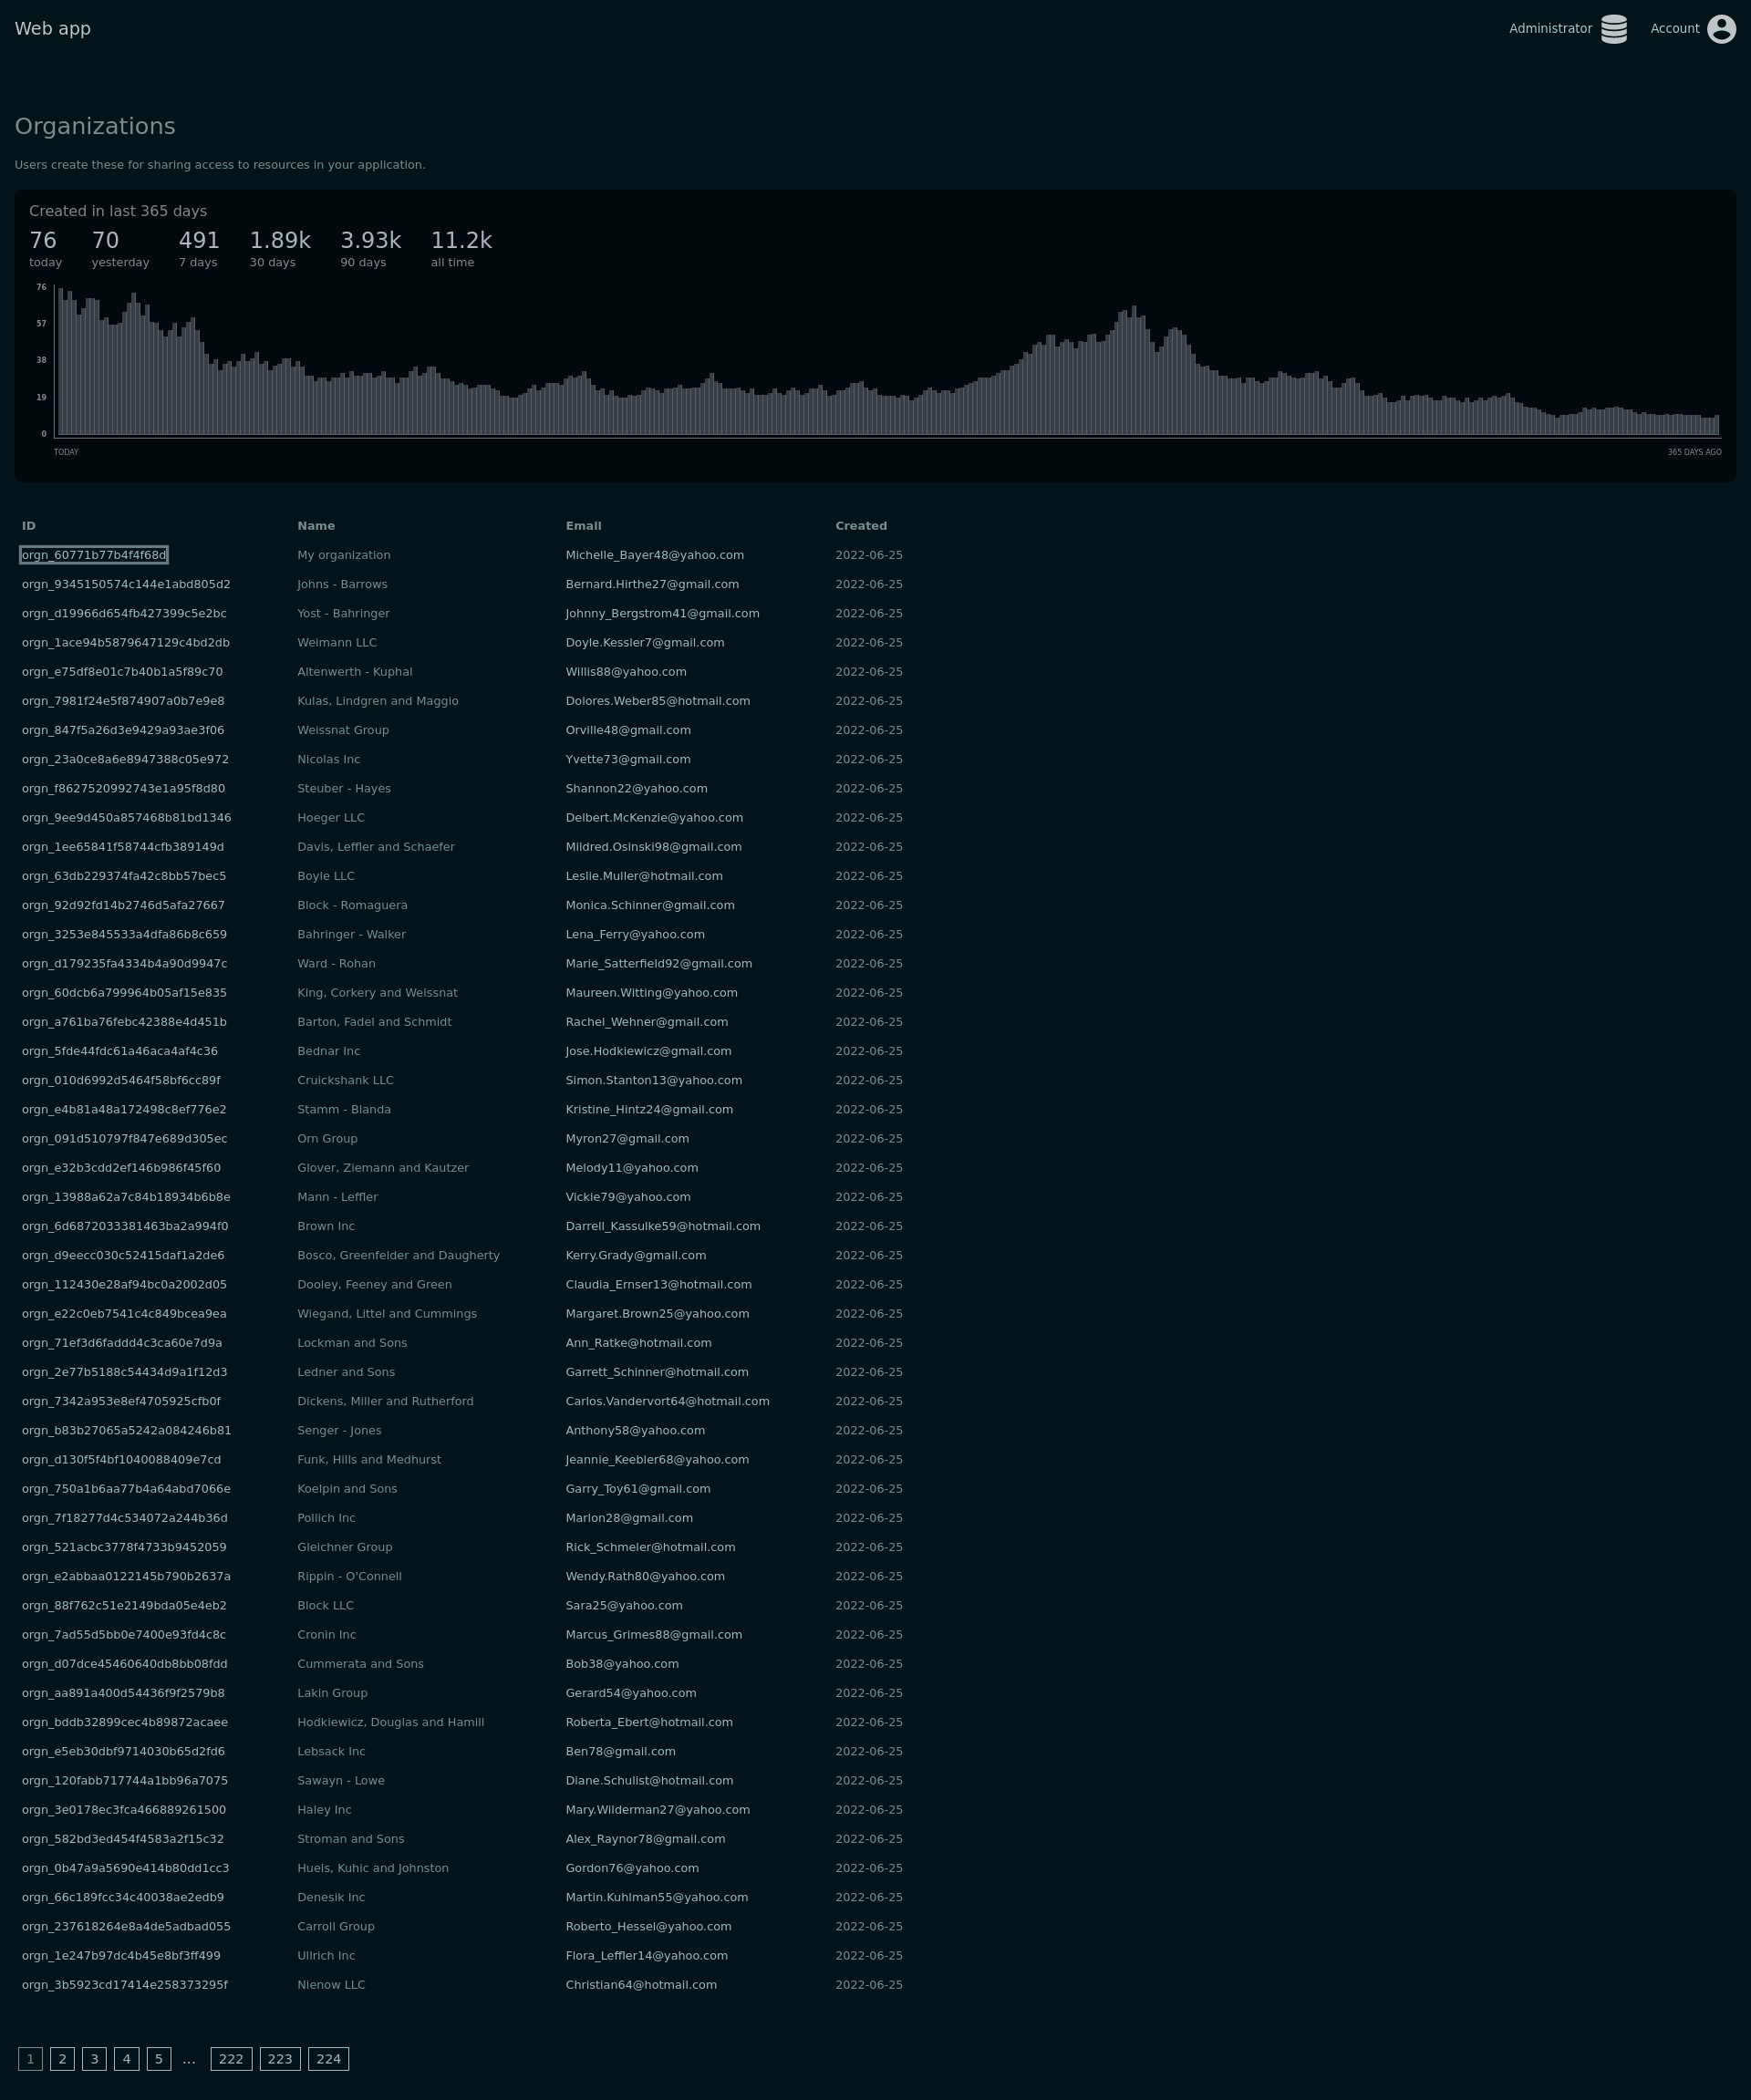 Web app
Administrator Account
Organizations
Users create these for sharing access to resources in your application.
Created in last 365 days
76 70 491 1.89k 3.93k 11.2k
today yesterday 7 days 30 days 90 days all time
76
57
38
19
0
TODAY 365 DAYS AGO
ID Name Email Created
orgn_60771b77b4f4f68d My organization Michelle_Bayer48@yahoo.com 2022-06-25
orgn_9345150574c144e1abd805d2 Johns - Barrows Bernard.Hirthe27@gmail.com 2022-06-25
orgn_d19966d654fb427399c5e2bc Yost - Bahringer Johnny_Bergstrom41@gmail.com 2022-06-25
orgn_1ace94b5879647129c4bd2db Weimann LLC Doyle.Kessler7@gmail.com 2022-06-25
orgn_e75df8e01c7b40b1a5f89c70 Altenwerth - Kuphal Willis88@yahoo.com 2022-06-25
orgn_7981f24e5f874907a0b7e9e8 Kulas, Lindgren and Maggio Dolores.Weber85@hotmail.com 2022-06-25
orgn_847f5a26d3e9429a93ae3f06 Weissnat Group Orville48@gmail.com 2022-06-25
orgn_23a0ce8a6e8947388c05e972 Nicolas Inc Yvette73@gmail.com 2022-06-25
orgn_f8627520992743e1a95f8d80 Steuber - Hayes Shannon22@yahoo.com 2022-06-25
orgn_9ee9d450a857468b81bd1346 Hoeger LLC Delbert.McKenzie@yahoo.com 2022-06-25
orgn_1ee65841f58744cfb389149d Davis, Leffler and Schaefer Mildred.Osinski98@gmail.com 2022-06-25
orgn_63db229374fa42c8bb57bec5 Boyle LLC Leslie.Muller@hotmail.com 2022-06-25
orgn_92d92fd14b2746d5afa27667 Block - Romaguera Monica.Schinner@gmail.com 2022-06-25
orgn_3253e845533a4dfa86b8c659 Bahringer - Walker Lena_Ferry@yahoo.com 2022-06-25
orgn_d179235fa4334b4a90d9947c Ward - Rohan Marie_Satterfield92@gmail.com 2022-06-25
orgn_60dcb6a799964b05af15e835 King, Corkery and Weissnat Maureen.Witting@yahoo.com 2022-06-25
orgn_a761ba76febc42388e4d451b Barton, Fadel and Schmidt Rachel_Wehner@gmail.com 2022-06-25
orgn_5fde44fdc61a46aca4af4c36 Bednar Inc Jose.Hodkiewicz@gmail.com 2022-06-25
orgn_010d6992d5464f58bf6cc89f Cruickshank LLC Simon.Stanton13@yahoo.com 2022-06-25
orgn_e4b81a48a172498c8ef776e2 Stamm - Blanda Kristine_Hintz24@gmail.com 2022-06-25
orgn_091d510797f847e689d305ec Orn Group Myron27@gmail.com 2022-06-25
orgn_e32b3cdd2ef146b986f45f60 Glover, Ziemann and Kautzer Melody11@yahoo.com 2022-06-25
orgn_13988a62a7c84b18934b6b8e Mann - Leffler Vickie79@yahoo.com 2022-06-25
orgn_6d6872033381463ba2a994f0 Brown Inc Darrell_Kassulke59@hotmail.com 2022-06-25
orgn_d9eecc030c52415daf1a2de6 Bosco, Greenfelder and Daugherty Kerry.Grady@gmail.com 2022-06-25
orgn_112430e28af94bc0a2002d05 Dooley, Feeney and Green Claudia_Ernser13@hotmail.com 2022-06-25
orgn_e22c0eb7541c4c849bcea9ea Wiegand, Littel and Cummings Margaret.Brown25@yahoo.com 2022-06-25
orgn_71ef3d6faddd4c3ca60e7d9a Lockman and Sons Ann_Ratke@hotmail.com 2022-06-25
orgn_2e77b5188c54434d9a1f12d3 Ledner and Sons Garrett_Schinner@hotmail.com 2022-06-25
orgn_7342a953e8ef4705925cfb0f Dickens, Miller and Rutherford Carlos.Vandervort64@hotmail.com 2022-06-25
orgn_b83b27065a5242a084246b81 Senger - Jones Anthony58@yahoo.com 2022-06-25
orgn_d130f5f4bf1040088409e7cd Funk, Hills and Medhurst Jeannie_Keebler68@yahoo.com 2022-06-25
orgn_750a1b6aa77b4a64abd7066e Koelpin and Sons Garry_Toy61@gmail.com 2022-06-25
orgn_7f18277d4c534072a244b36d Pollich Inc Marlon28@gmail.com 2022-06-25
orgn_521acbc3778f4733b9452059 Gleichner Group Rick_Schmeler@hotmail.com 2022-06-25
orgn_e2abbaa0122145b790b2637a Rippin - O'Connell Wendy.Rath80@yahoo.com 2022-06-25
orgn_88f762c51e2149bda05e4eb2 Block LLC Sara25@yahoo.com 2022-06-25
orgn_7ad55d5bb0e7400e93fd4c8c Cronin Inc Marcus_Grimes88@gmail.com 2022-06-25
orgn_d07dce45460640db8bb08fdd Cummerata and Sons Bob38@yahoo.com 2022-06-25
orgn_aa891a400d54436f9f2579b8 Lakin Group Gerard54@yahoo.com 2022-06-25
orgn_bddb32899cec4b89872acaee Hodkiewicz, Douglas and Hamill Roberta_Ebert@hotmail.com 2022-06-25
orgn_e5eb30dbf9714030b65d2fd6 Lebsack Inc Ben78@gmail.com 2022-06-25
orgn_120fabb717744a1bb96a7075 Sawayn - Lowe Diane.Schulist@hotmail.com 2022-06-25
orgn_3e0178ec3fca466889261500 Haley Inc Mary.Wilderman27@yahoo.com 2022-06-25
orgn_582bd3ed454f4583a2f15c32 Stroman and Sons Alex_Raynor78@gmail.com 2022-06-25
orgn_0b47a9a5690e414b80dd1cc3 Huels, Kuhic and Johnston Gordon76@yahoo.com 2022-06-25
orgn_66c189fcc34c40038ae2edb9 Denesik Inc Martin.Kuhlman55@yahoo.com 2022-06-25
orgn_237618264e8a4de5adbad055 Carroll Group Roberto_Hessel@yahoo.com 2022-06-25
orgn_1e247b97dc4b45e8bf3ff499 Ullrich Inc Flora_Leffler14@yahoo.com 2022-06-25
orgn_3b5923cd17414e258373295f Nienow LLC Christian64@hotmail.com 2022-06-25
1 2 3 4 5 … 222 223 224